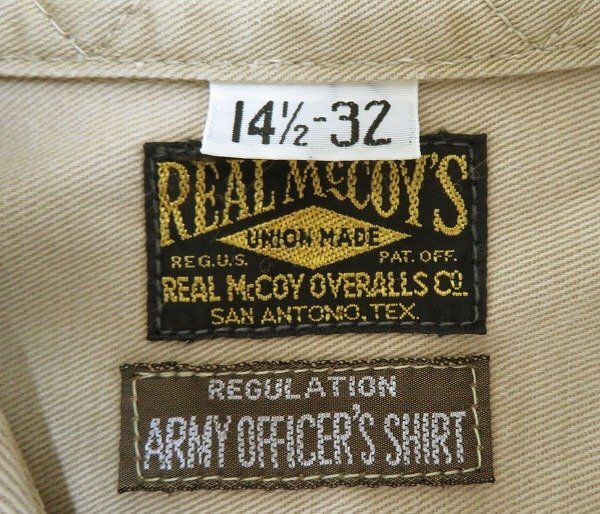 14½-32
REAL McCOY'S
UNION MADE
REG.U.S. PAT. OFF.
REAL McCOY OVERALLS Co.
SAN ANTONIO, TEX.
REGULATION
ARMY OFFICER'S SHIRT